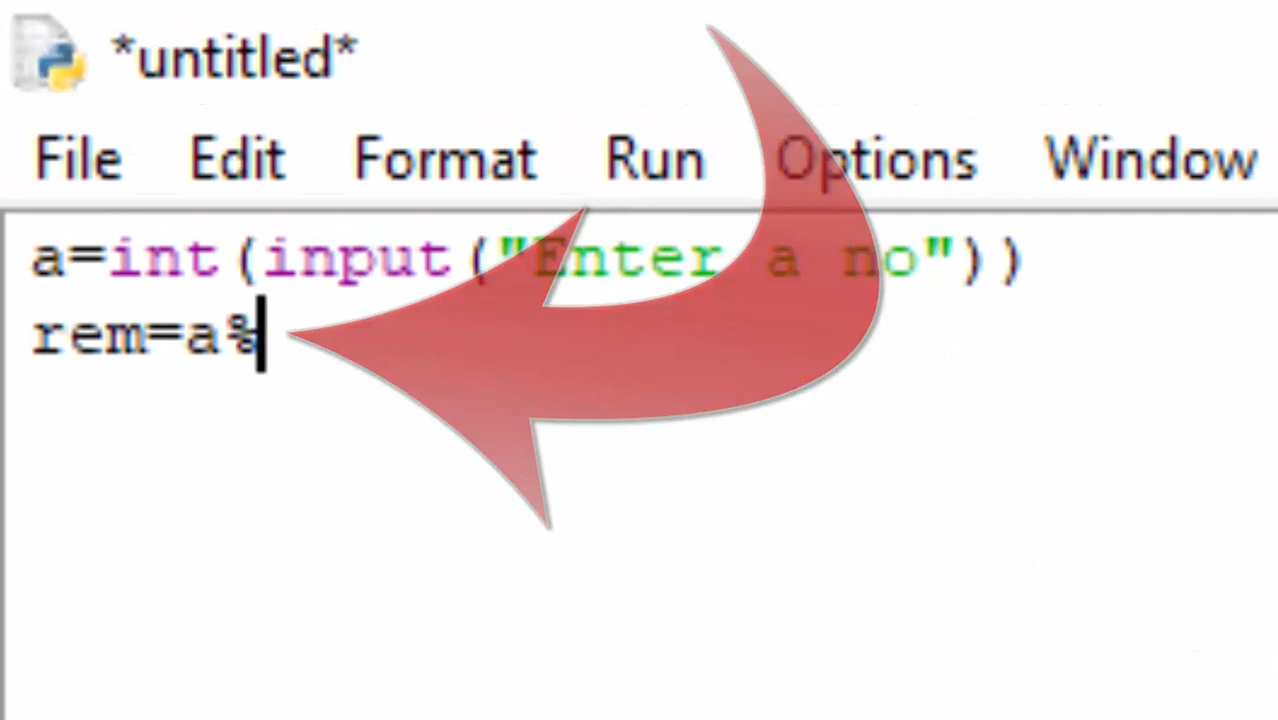 *untitled*
File Edit Format Run Options Window
a=int(input("Enter a no"))
rem=a%